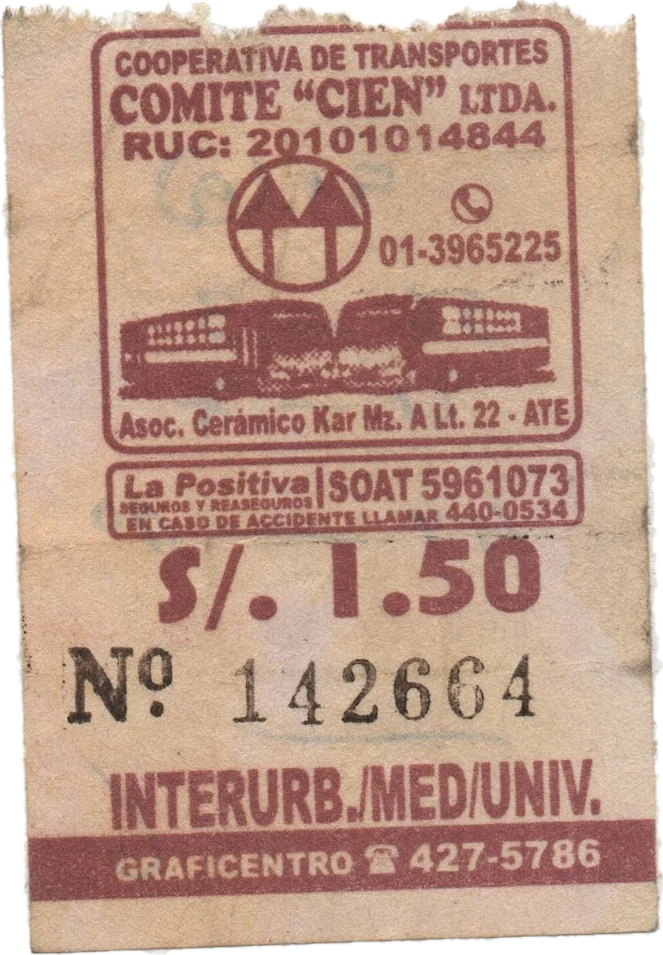 COOPERATIVA DE TRANSPORTES
COMITE “CIEN” LTDA.
RUC: 20101014844
01-3965225
Asoc. Cerámico Kar Mz. A Lt. 22 - ATE
La Positiva
SEGUROS Y REASEGUROS
SOAT 5961073
EN CASO DE ACCIDENTE LLAMAR 440-0534
S/. 1.50
Nº. 142664
INTERURB./MED/UNIV.
GRAFICENTRO ☎ 427-5786